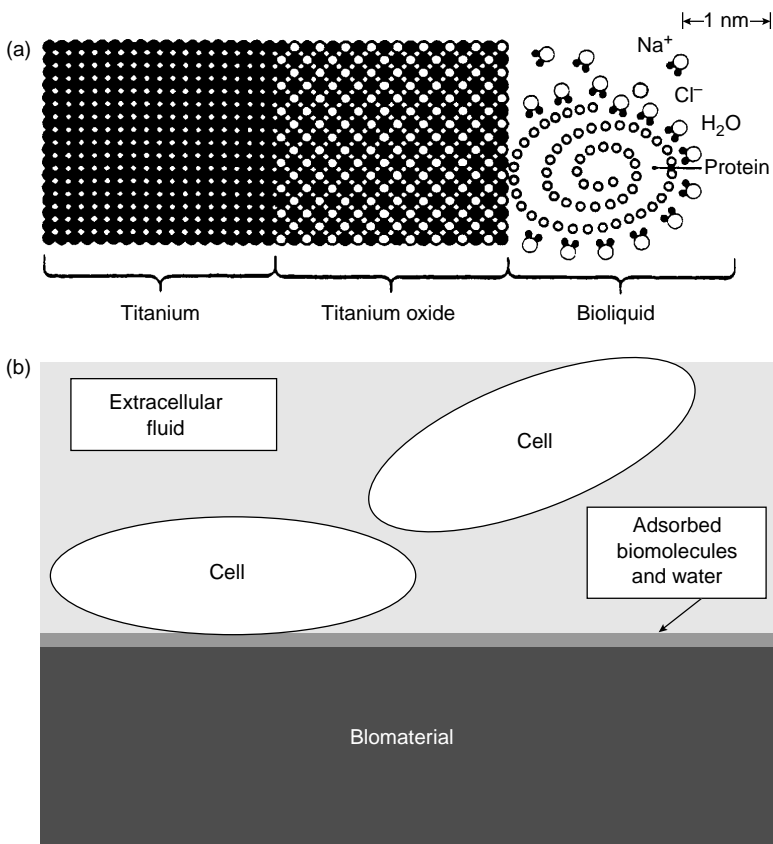 (a)
1 nm
Na⁺
Cl⁻
H₂O
Protein
Titanium
Titanium oxide
Bioliquid
(b)
Extracellular
fluid
Cell
Cell
Adsorbed
biomolecules
and water
Blomaterial